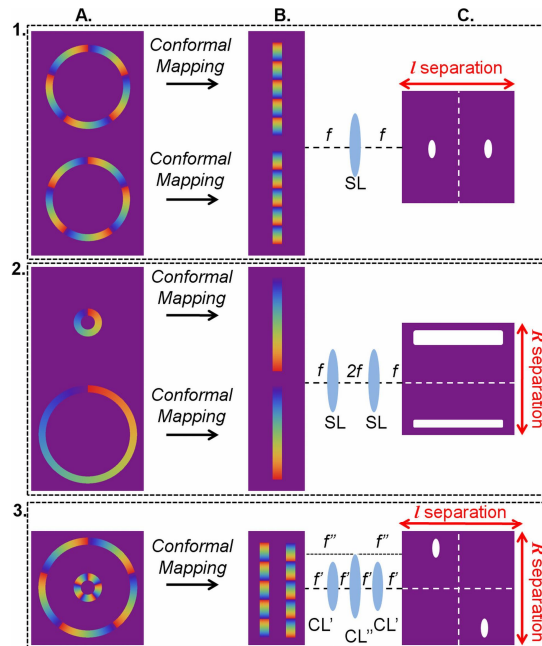 A.
B.
C.
1.
Conformal
Mapping
l separation
f
f
SL
Conformal
Mapping
2.
Conformal
Mapping
f
2f
f
SL
SL
R separation
Conformal
Mapping
3.
Conformal
Mapping
l separation
f"
f"
f'
f'
f'
f'
CL'
CL"
CL'
R separation